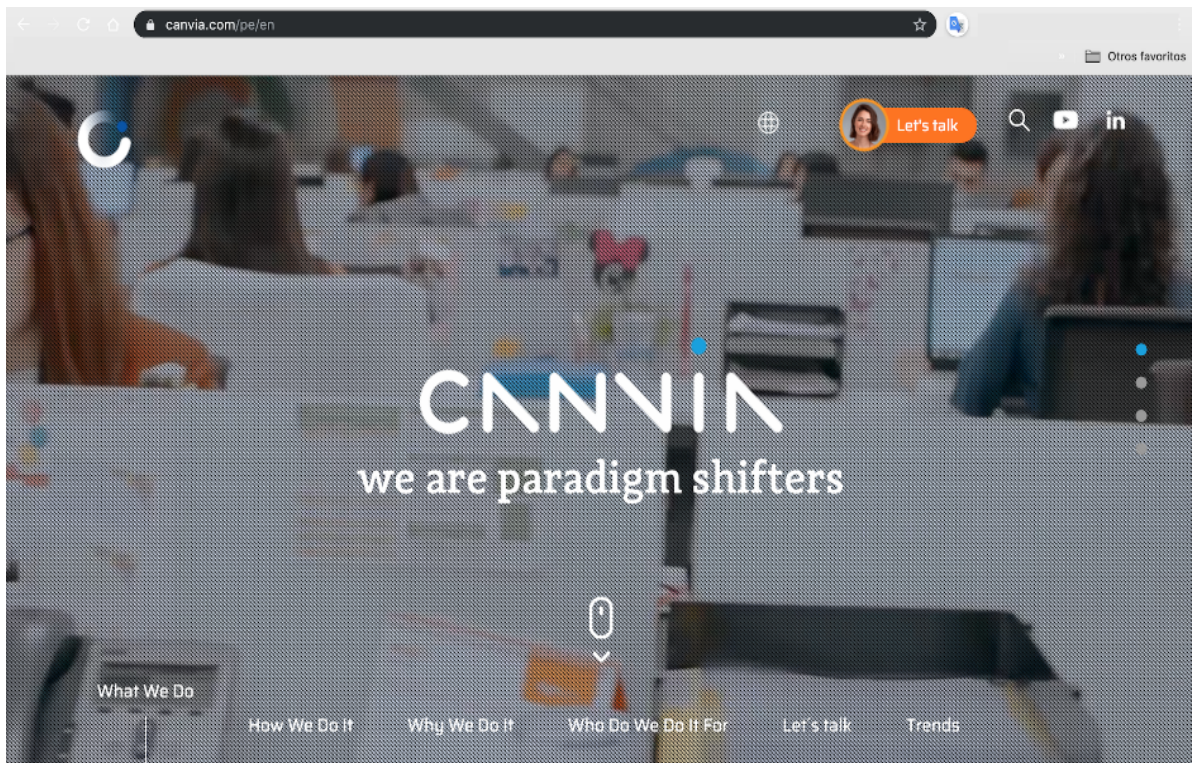 canvia.com/pe/en
Otros favoritos
Let's talk
in
CANVIA
we are paradigm shifters
What We Do
How We Do It
Why We Do It
Who Do We Do It For
Let´s talk
Trends